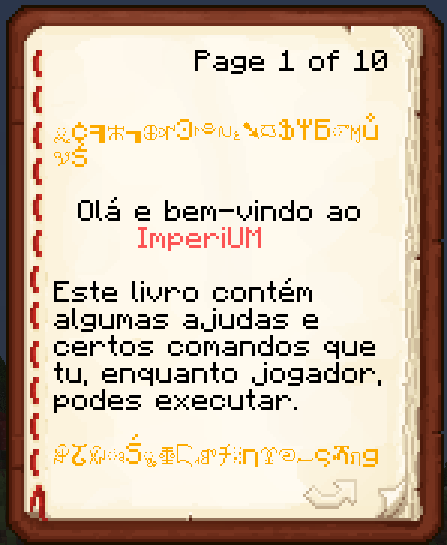 Page 1 of 10
Olá e bem-vindo ao
ImperiUM
Este livro contém
algumas ajudas e
certos comandos que
tu, enquanto jogador,
podes executar.